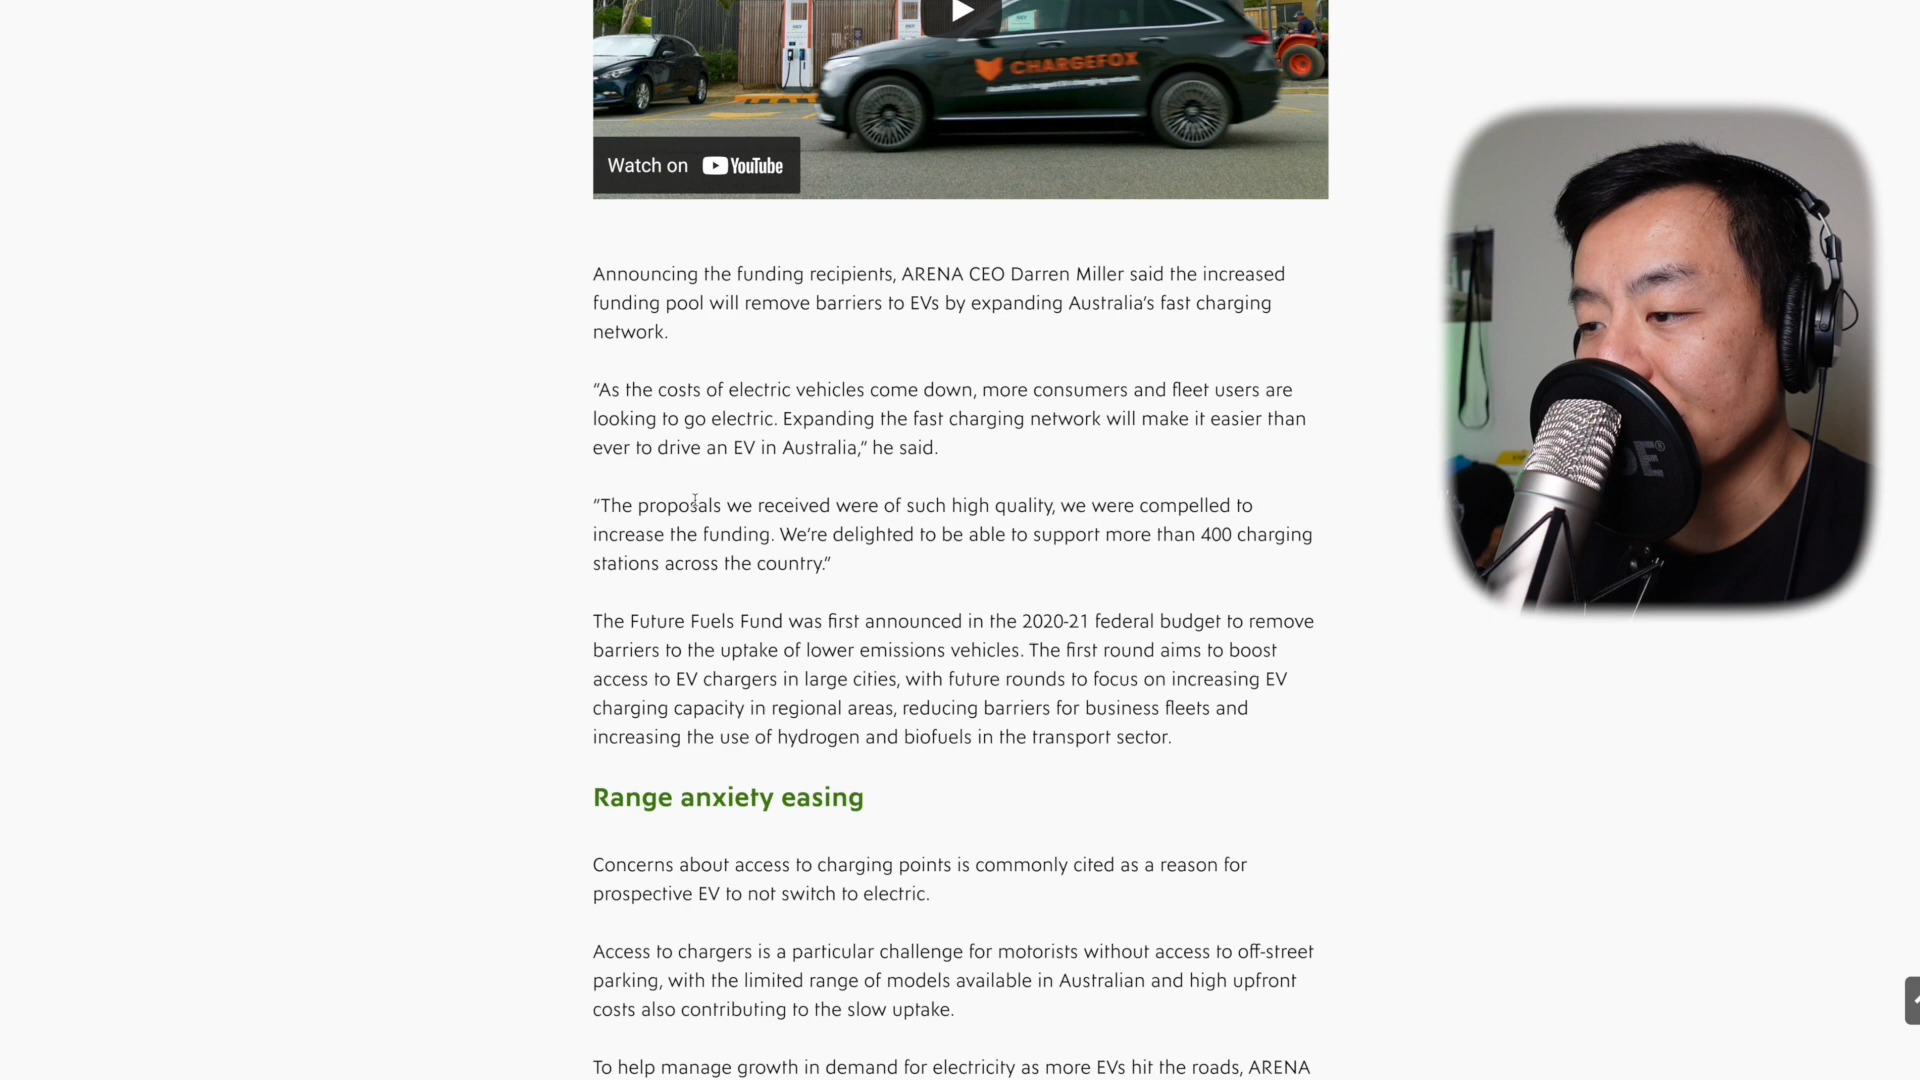 CHARGEFOX
Watch on YouTube
Announcing the funding recipients, ARENA CEO Darren Miller said the increased
funding pool will remove barriers to EVs by expanding Australia’s fast charging
network.
“As the costs of electric vehicles come down, more consumers and fleet users are
looking to go electric. Expanding the fast charging network will make it easier than
ever to drive an EV in Australia,” he said.
“The proposals we received were of such high quality, we were compelled to
increase the funding. We’re delighted to be able to support more than 400 charging
stations across the country.”
The Future Fuels Fund was first announced in the 2020-21 federal budget to remove
barriers to the uptake of lower emissions vehicles. The first round aims to boost
access to EV chargers in large cities, with future rounds to focus on increasing EV
charging capacity in regional areas, reducing barriers for business fleets and
increasing the use of hydrogen and biofuels in the transport sector.
Range anxiety easing
Concerns about access to charging points is commonly cited as a reason for
prospective EV to not switch to electric.
Access to chargers is a particular challenge for motorists without access to off-street
parking, with the limited range of models available in Australian and high upfront
costs also contributing to the slow uptake.
To help manage growth in demand for electricity as more EVs hit the roads, ARENA